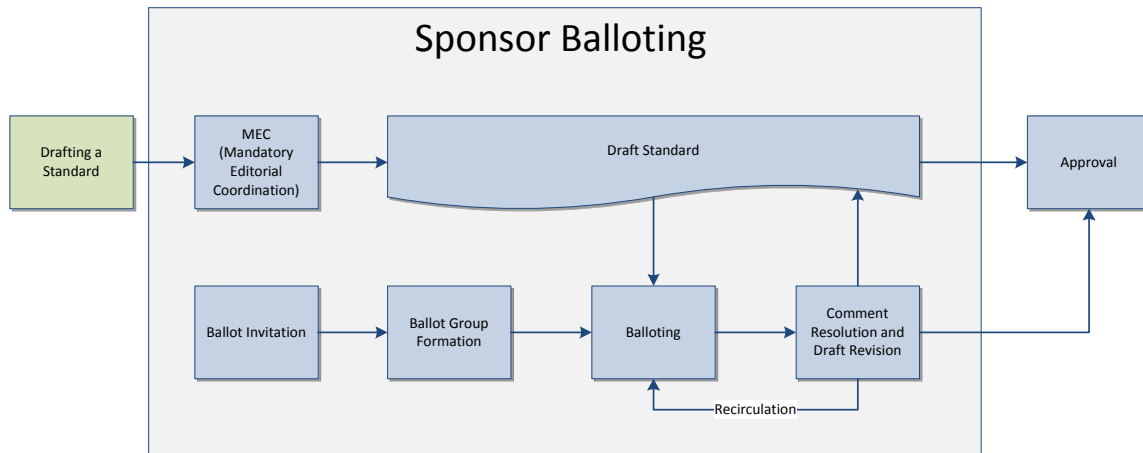 Sponsor Balloting
Drafting a
Standard
MEC
(Mandatory
Editorial
Coordination)
Draft Standard
Approval
Ballot Invitation
Ballot Group
Formation
Balloting
Comment
Resolution and
Draft Revision
Recirculation